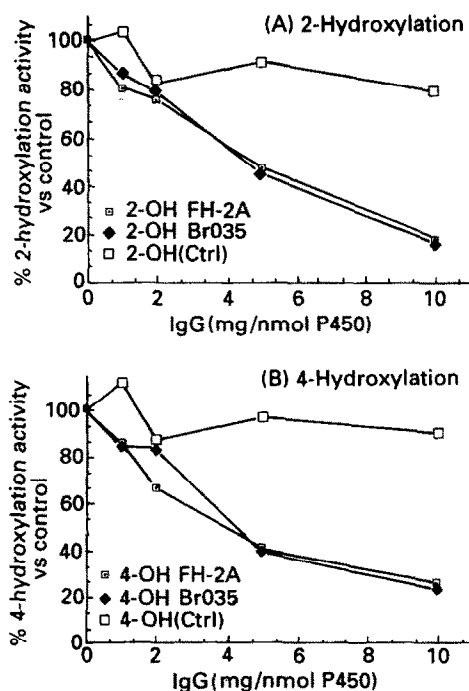 (A) 2-Hydroxylation
% 2-hydroxylation activity
vs control
100
80
60
40
20
0
2-OH FH-2A
2-OH Br035
2-OH(Ctrl)
0 2 4 6 8 10
IgG(mg/nmol P450)
(B) 4-Hydroxylation
% 4-hydroxylation activity
vs control
100
80
60
40
20
0
4-OH FH-2A
4-OH Br035
4-OH(Ctrl)
0 2 4 6 8 10
IgG(mg/nmol P450)